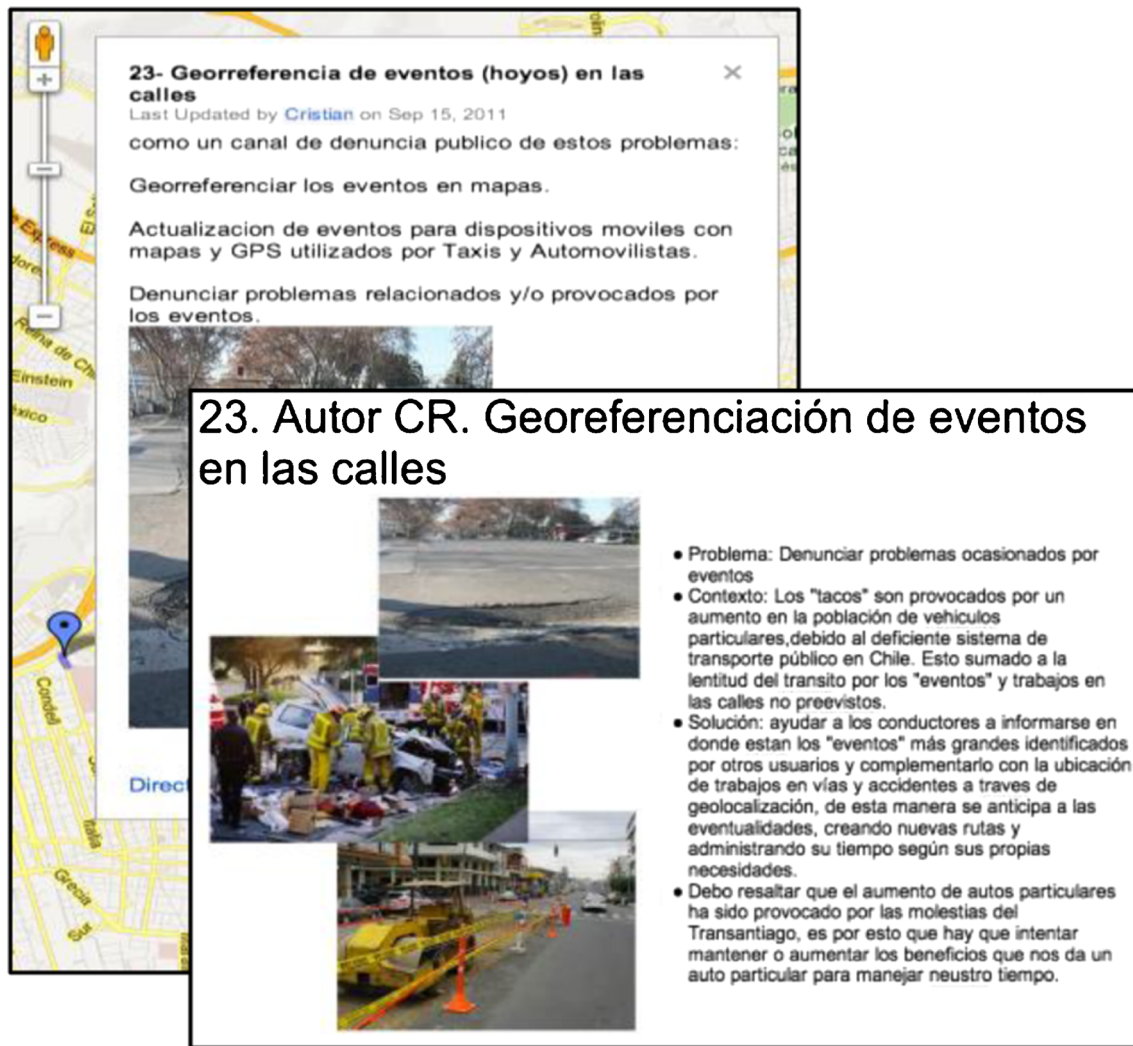 23- Georreferencia de eventos (hoyos) en las
calles
Last Updated by Cristian on Sep 15, 2011
como un canal de denuncia publico de estos problemas:
Georreferenciar los eventos en mapas.
Actualizacion de eventos para dispositivos moviles con
mapas y GPS utilizados por Taxis y Automovilistas.
Denunciar problemas relacionados y/o provocados por
los eventos.
Direct
Express
Reina de Ch
Einstein
éxico
Condell
Italia
Grecia
Sur
23. Autor CR. Georeferenciación de eventos
en las calles
● Problema: Denunciar problemas ocasionados por
eventos
● Contexto: Los "tacos" son provocados por un
aumento en la población de vehiculos
particulares,debido al deficiente sistema de
transporte público en Chile. Esto sumado a la
lentitud del transito por los "eventos" y trabajos en
las calles no preevistos.
● Solución: ayudar a los conductores a informarse en
donde estan los "eventos" más grandes identificados
por otros usuarios y complementarlo con la ubicación
de trabajos en vías y accidentes a traves de
geolocalización, de esta manera se anticipa a las
eventualidades, creando nuevas rutas y
administrando su tiempo según sus propias
necesidades.
● Debo resaltar que el aumento de autos particulares
ha sido provocado por las molestias del
Transantiago, es por esto que hay que intentar
mantener o aumentar los beneficios que nos da un
auto particular para manejar neustro tiempo.